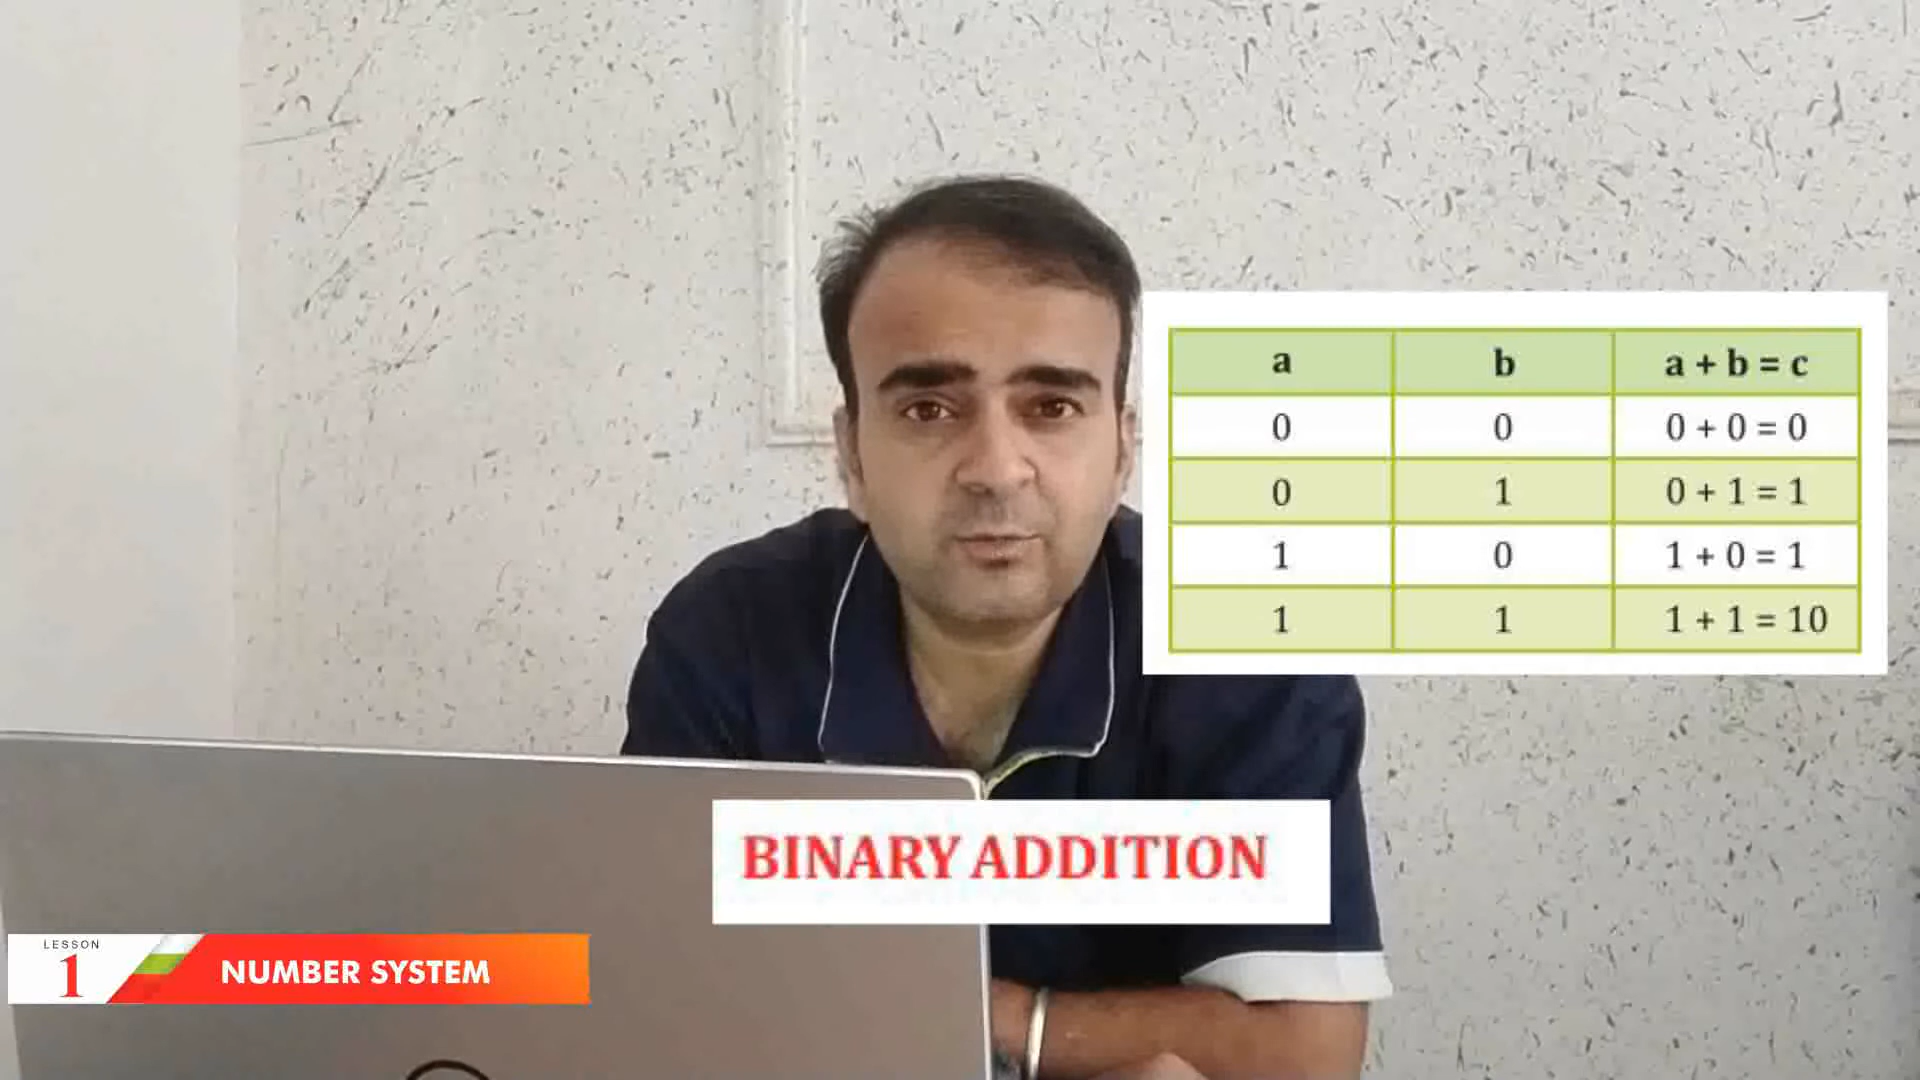 a b a + b = c
0 0 0 + 0 = 0
0 1 0 + 1 = 1
1 0 1 + 0 = 1
1 1 1 + 1 = 10
BINARY ADDITION
LESSON
1
NUMBER SYSTEM